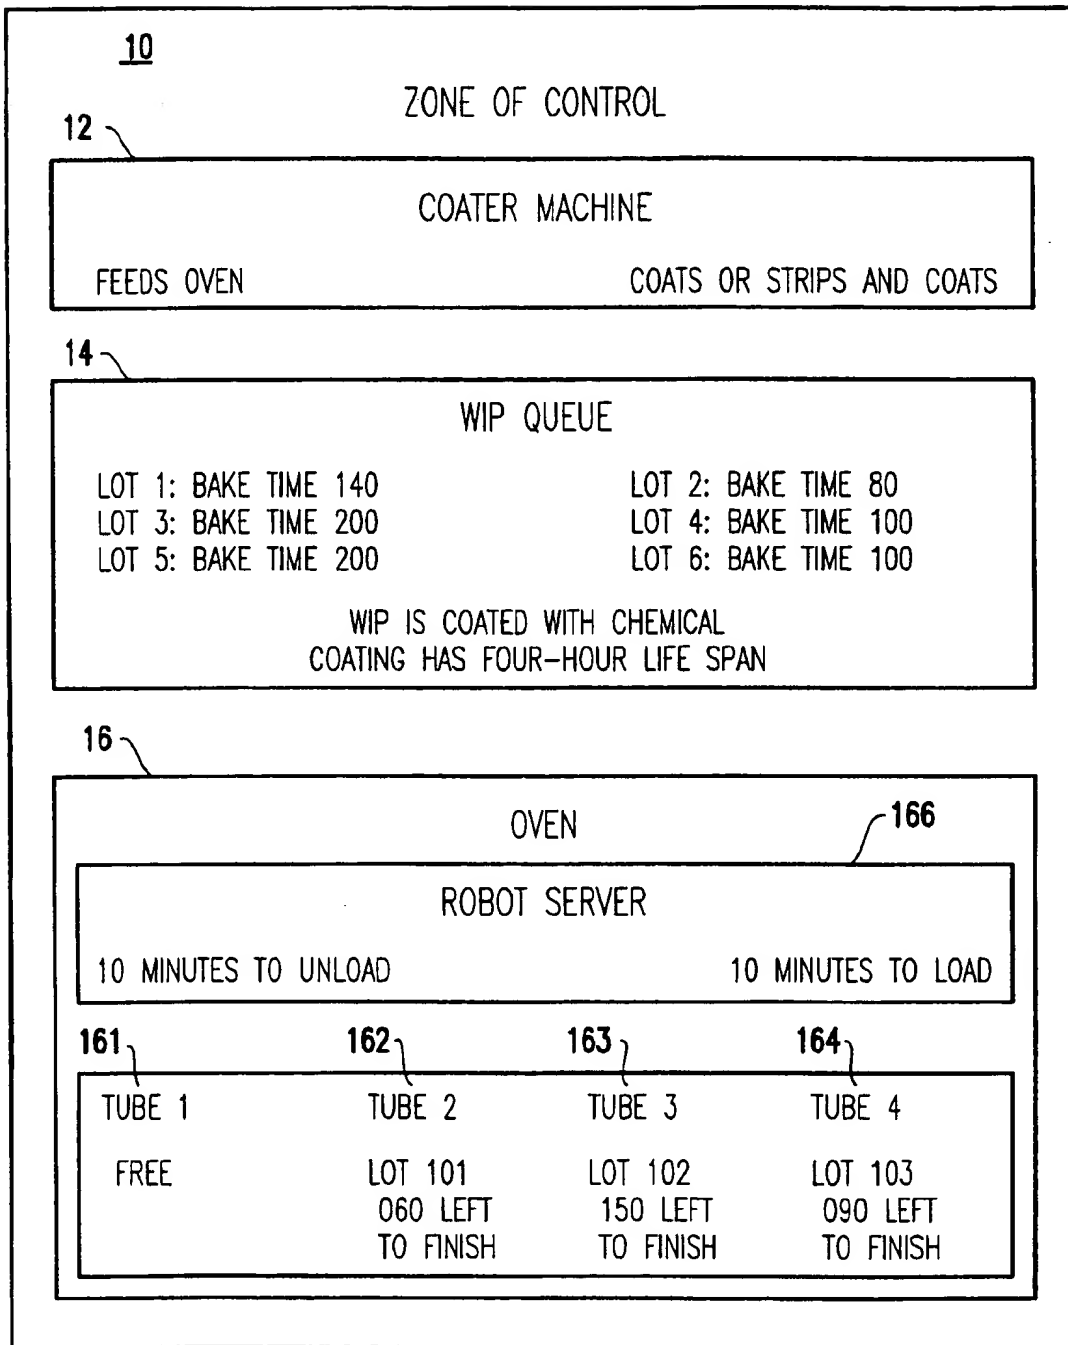 10
ZONE OF CONTROL
12
COATER MACHINE
FEEDS OVEN
COATS OR STRIPS AND COATS
14
WIP QUEUE
LOT 1: BAKE TIME 140
LOT 2: BAKE TIME 80
LOT 3: BAKE TIME 200
LOT 4: BAKE TIME 100
LOT 5: BAKE TIME 200
LOT 6: BAKE TIME 100
WIP IS COATED WITH CHEMICAL
COATING HAS FOUR-HOUR LIFE SPAN
16
OVEN
166
ROBOT SERVER
10 MINUTES TO UNLOAD
10 MINUTES TO LOAD
161
162
163
164
TUBE 1
TUBE 2
TUBE 3
TUBE 4
FREE
LOT 101
060 LEFT
TO FINISH
LOT 102
150 LEFT
TO FINISH
LOT 103
090 LEFT
TO FINISH